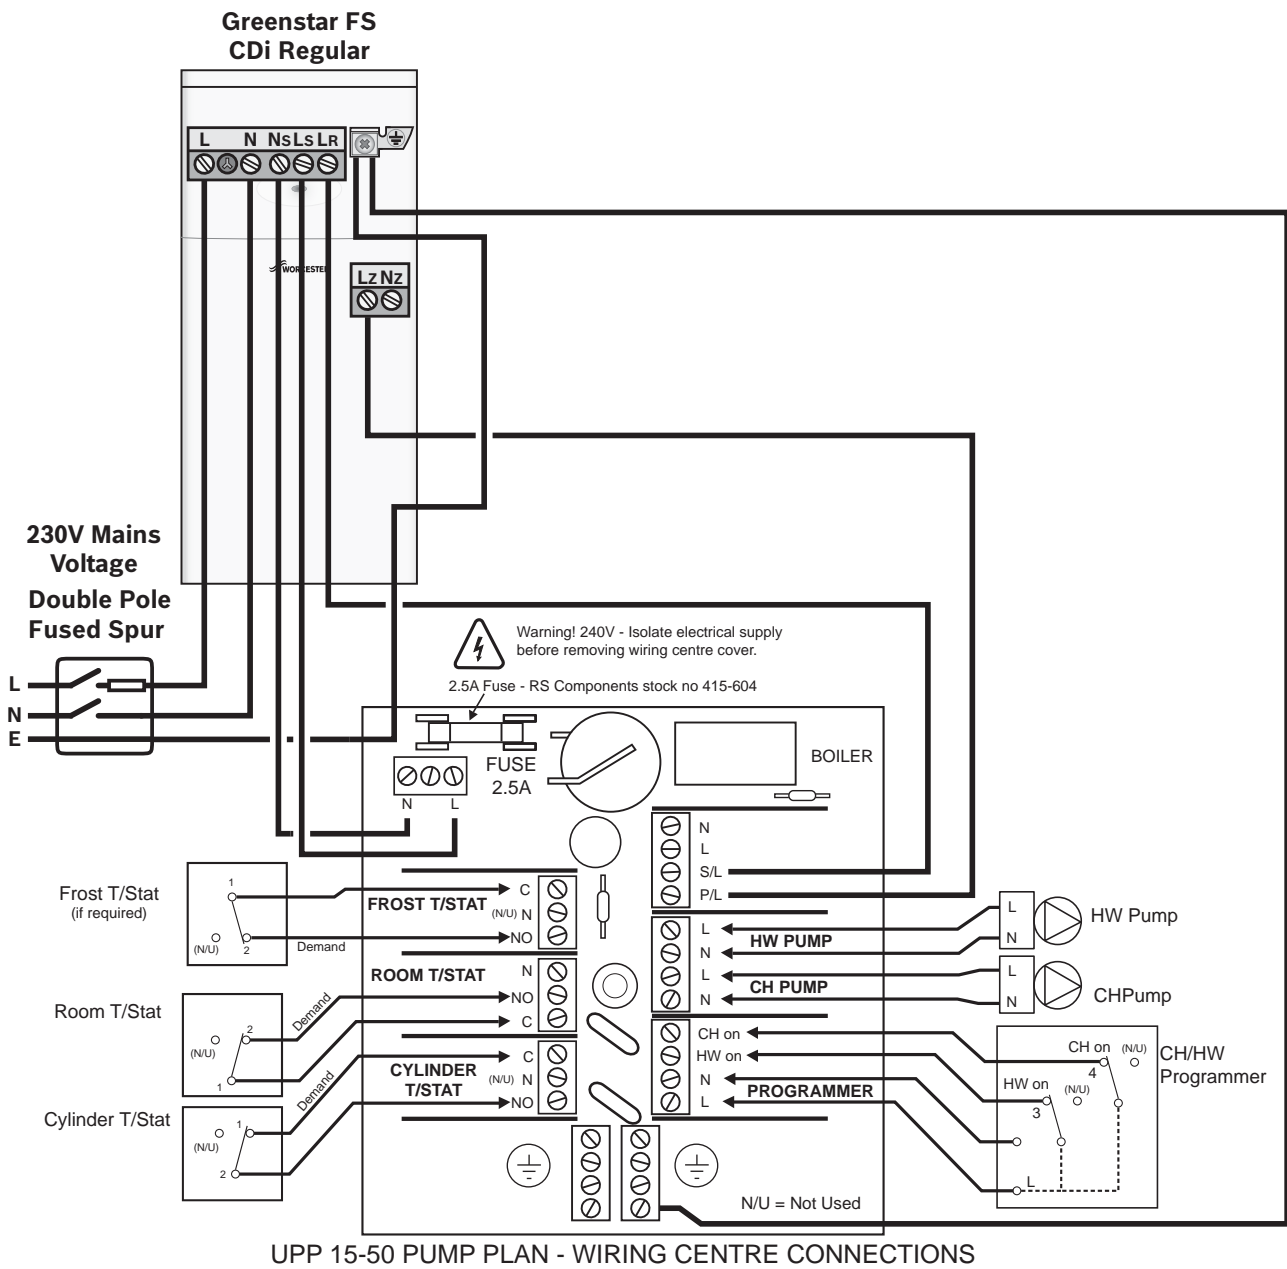 Greenstar FS
CDi Regular
L N NS LS LR
WORCESTER
LZ NZ
230V Mains
Voltage
Double Pole
Fused Spur
L
N
E
Warning! 240V - Isolate electrical supply
before removing wiring centre cover.
2.5A Fuse - RS Components stock no 415-604
FUSE
2.5A
BOILER
N L
N
L
S/L
P/L
Frost T/Stat
(if required)
1
(N/U) 2
Demand
FROST T/STAT
C
(N/U) N
NO
L
N
HW PUMP
L
N
CH PUMP
L
N
HW Pump
L
N
CHPump
ROOM T/STAT
N
NO
C
Room T/Stat
2
(N/U)
1
Demand
CYLINDER
T/STAT
C
(N/U) N
NO
Cylinder T/Stat
1
(N/U)
2
Demand
CH on
HW on
N
L
PROGRAMMER
CH on (N/U)
4
HW on
(N/U)
3
L
CH/HW
Programmer
N/U = Not Used
UPP 15-50 PUMP PLAN - WIRING CENTRE CONNECTIONS